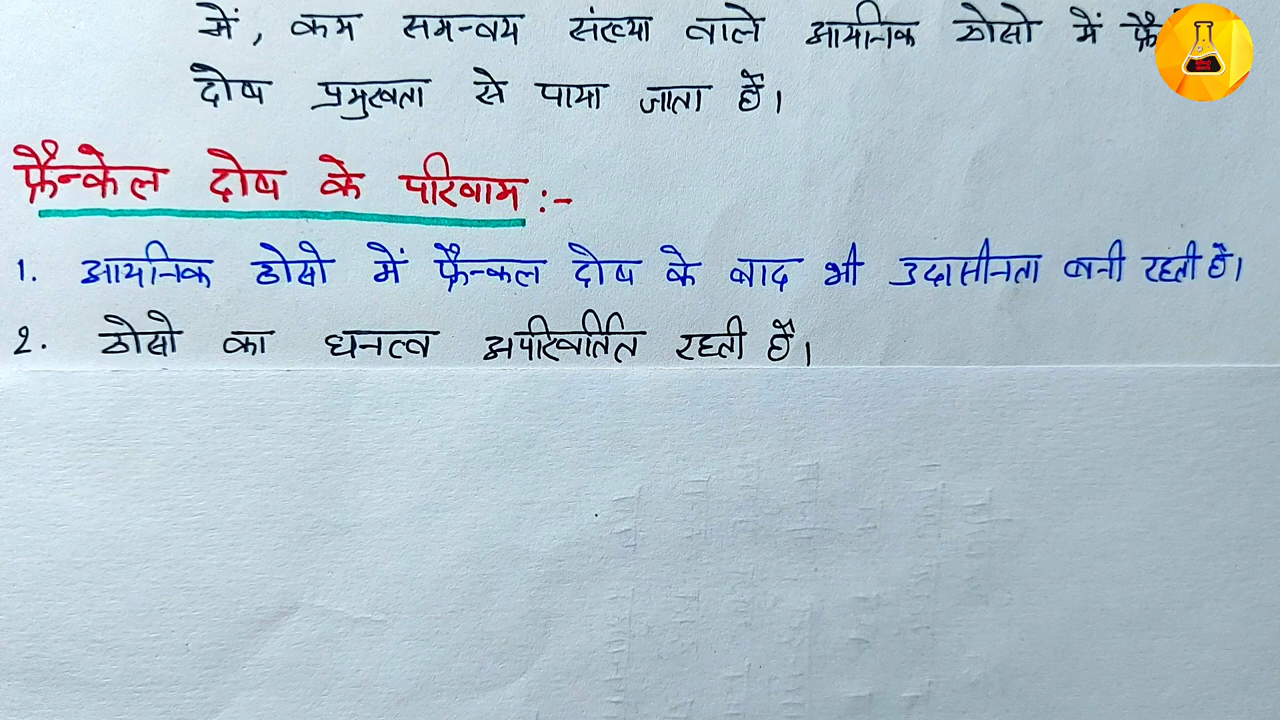 में, कम समन्वय संख्या वाले आयनिक ठोसो में
दोष प्रमुखता से पाया जाता है।
फ्रैन्केल दोष के परिवाम :-
1. आयनिक ठोसो में फ्रैन्कल दोष के बाद भी उदासीनता बनी रहती है।
2. ठोसो का घनत्व अपरिवर्तित रहती है।